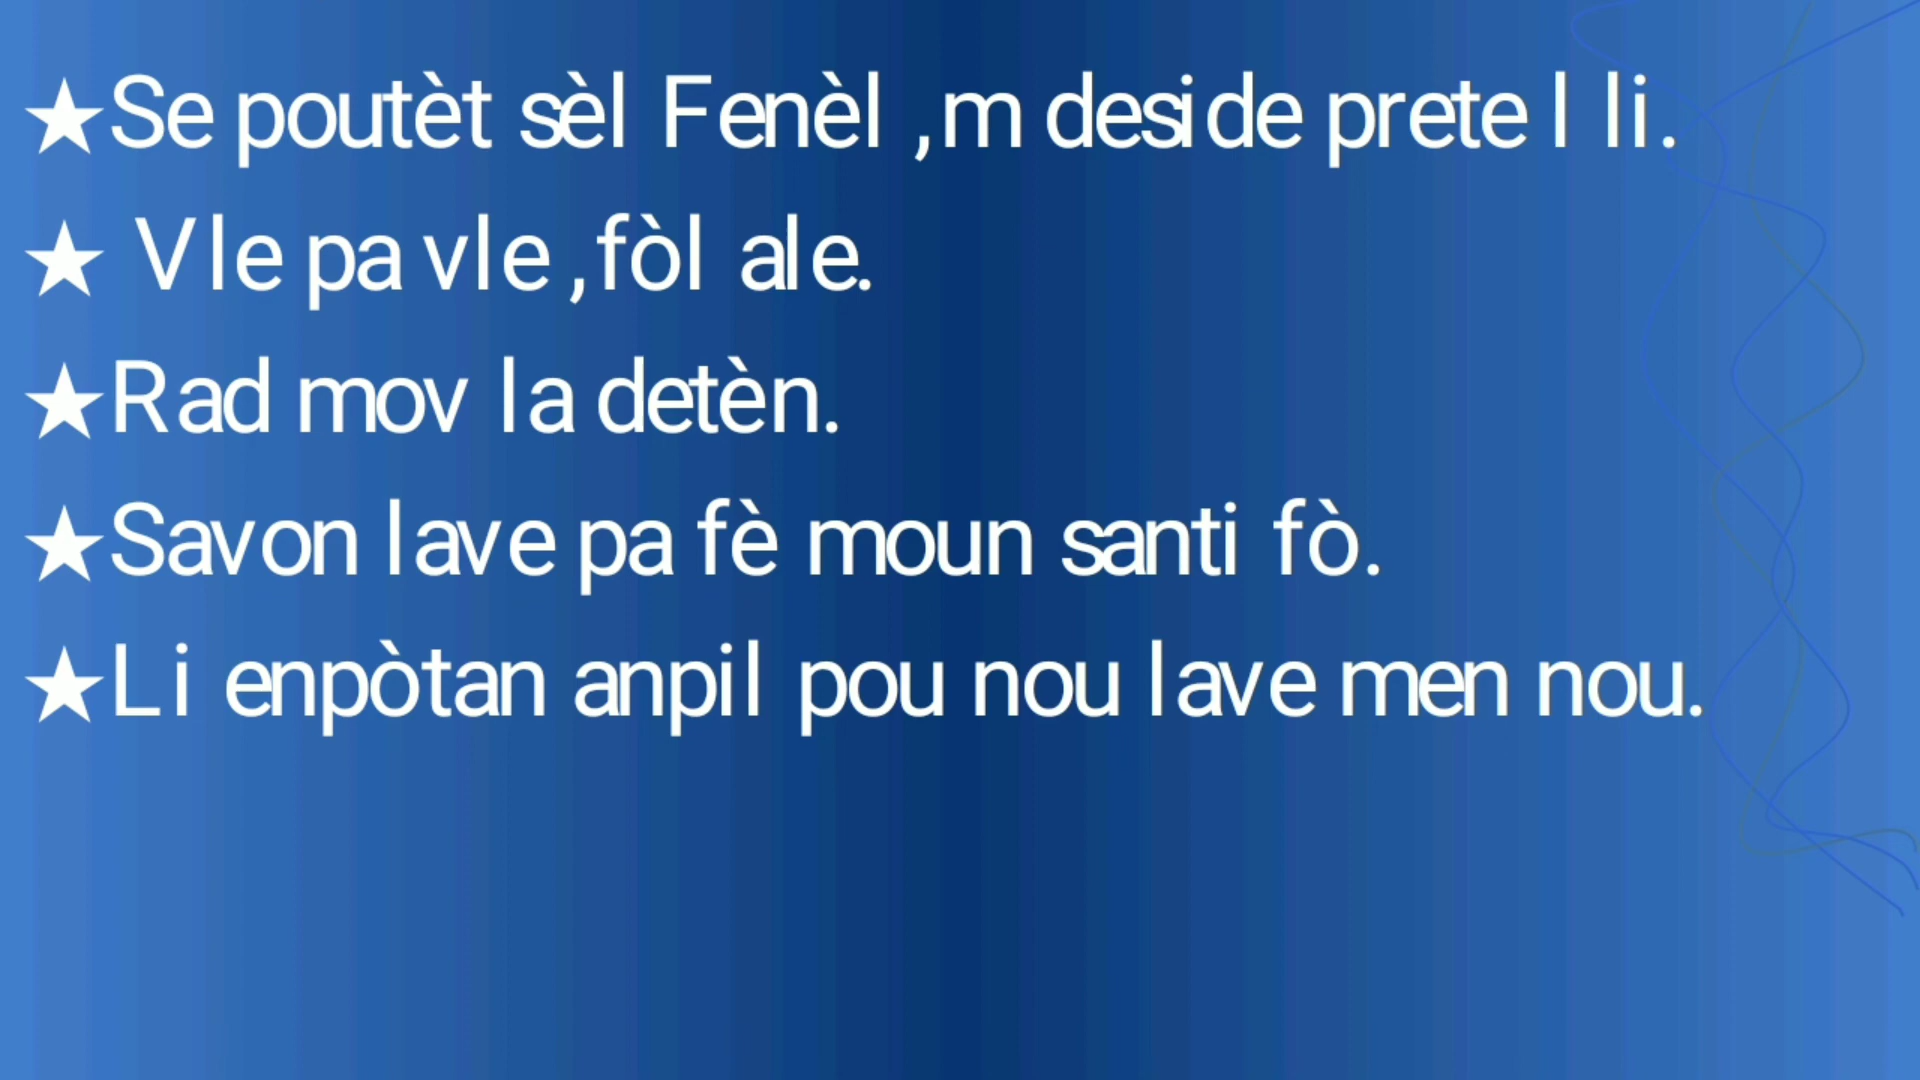 ★Se poutèt sèl Fenèl ,m deside prete l li.
★ Vle pa vle ,fòl ale.
★Rad mov la detèn.
★Savon lave pa fè moun santi fò.
★Li enpòtan anpil pou nou lave men nou.